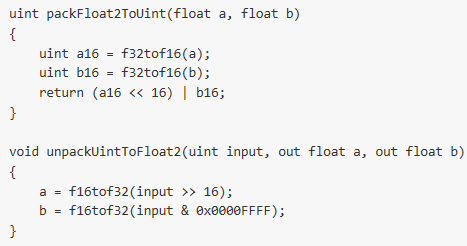 uint packFloat2ToUint(float a, float b)
{
    uint a16 = f32tof16(a);
    uint b16 = f32tof16(b);
    return (a16 << 16) | b16;
}

void unpackUintToFloat2(uint input, out float a, out float b)
{
    a = f16tof32(input >> 16);
    b = f16tof32(input & 0x0000FFFF);
}